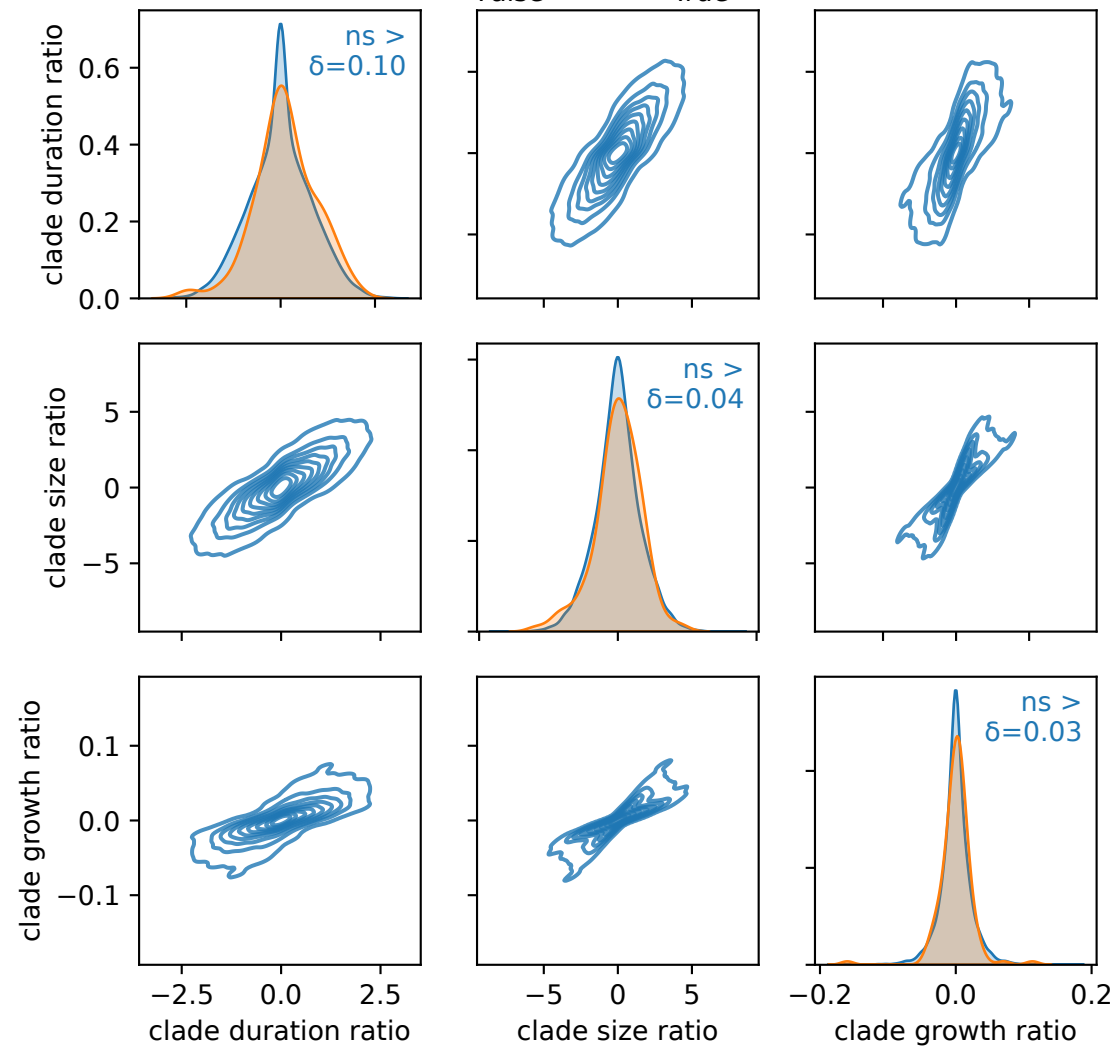 clade duration ratio
0.6
0.4
0.2
0.0
ns >
δ=0.10
clade size ratio
5
0
−5
ns >
δ=0.04
clade growth ratio
0.1
0.0
−0.1
ns >
δ=0.03
−2.5
0.0
2.5
−5
0
5
−0.2
0.0
0.2
clade duration ratio
clade size ratio
clade growth ratio